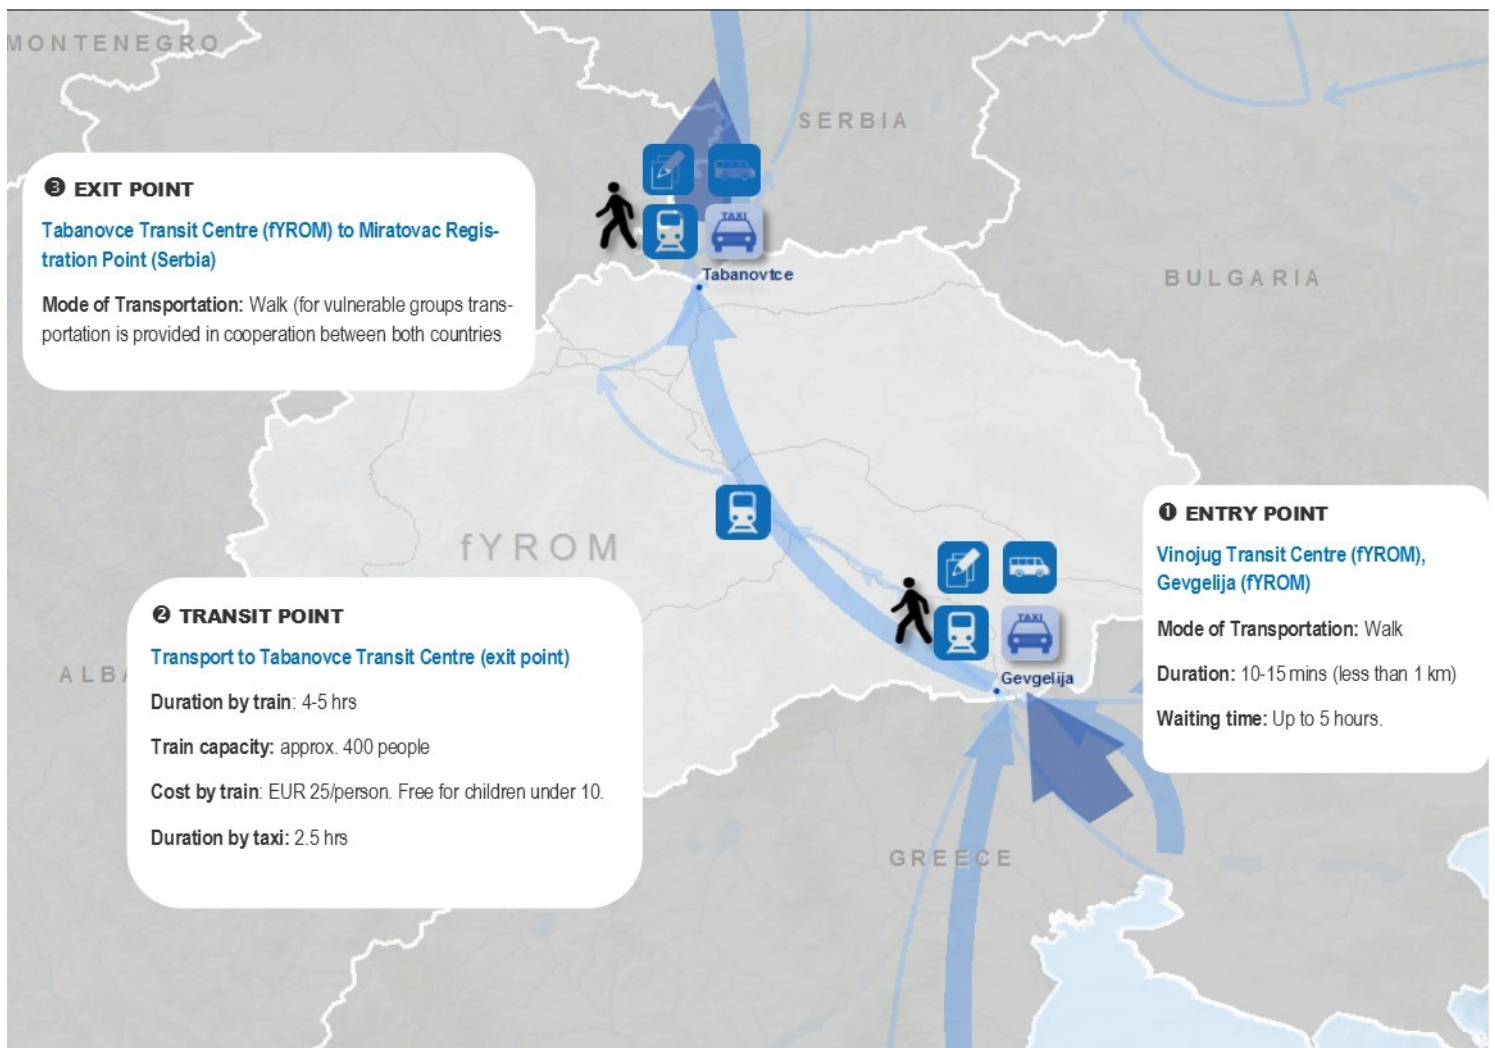 MONTENEGRO
SERBIA
TAXI
Tabanovtce
BULGARIA
❸ EXIT POINT
Tabanovce Transit Centre (fYROM) to Miratovac Regis-
tration Point (Serbia)
Mode of Transportation: Walk (for vulnerable groups trans-
portation is provided in cooperation between both countries
fYROM
❶ ENTRY POINT
Vinojug Transit Centre (fYROM),
Gevgelija (fYROM)
Mode of Transportation: Walk
Duration: 10-15 mins (less than 1 km)
Waiting time: Up to 5 hours.
TAXI
Gevgelija
❷ TRANSIT POINT
Transport to Tabanovce Transit Centre (exit point)
Duration by train: 4-5 hrs
Train capacity: approx. 400 people
Cost by train: EUR 25/person. Free for children under 10.
Duration by taxi: 2.5 hrs
GREECE